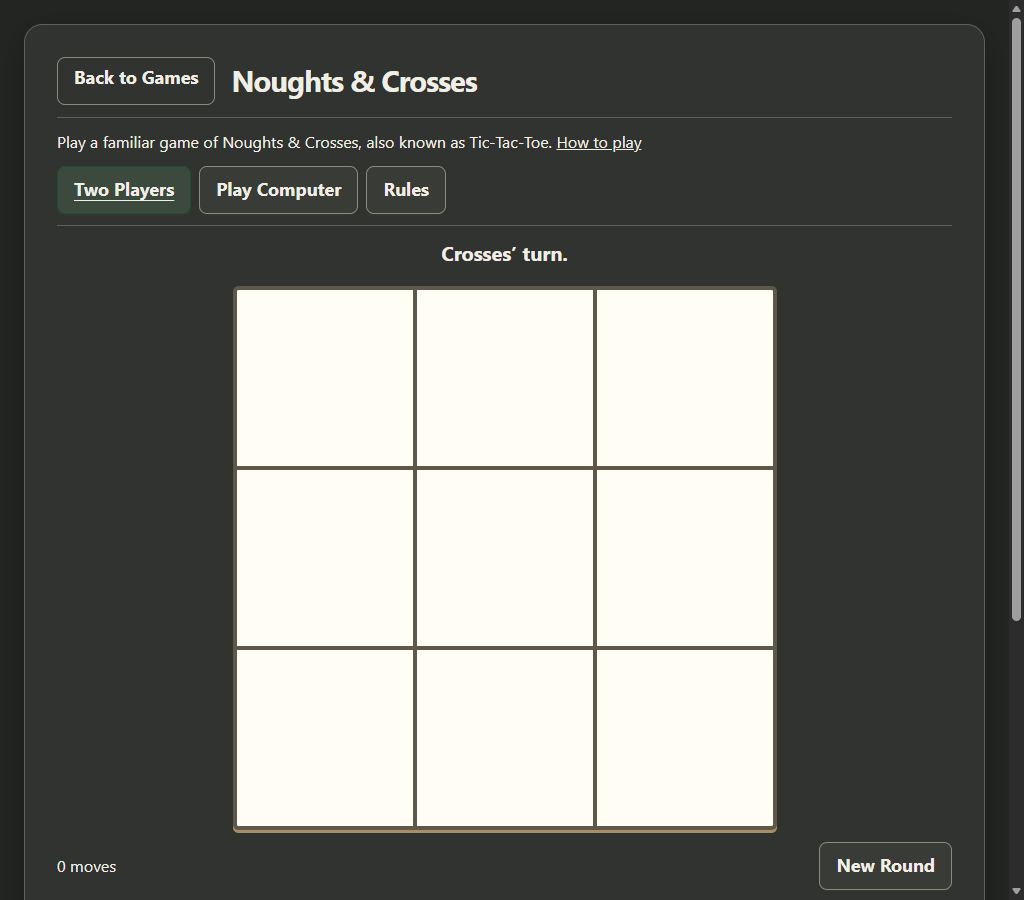 Back to Games
Noughts & Crosses
Play a familiar game of Noughts & Crosses, also known as Tic-Tac-Toe. How to play
Two Players
Play Computer
Rules
Crosses’ turn.
0 moves
New Round